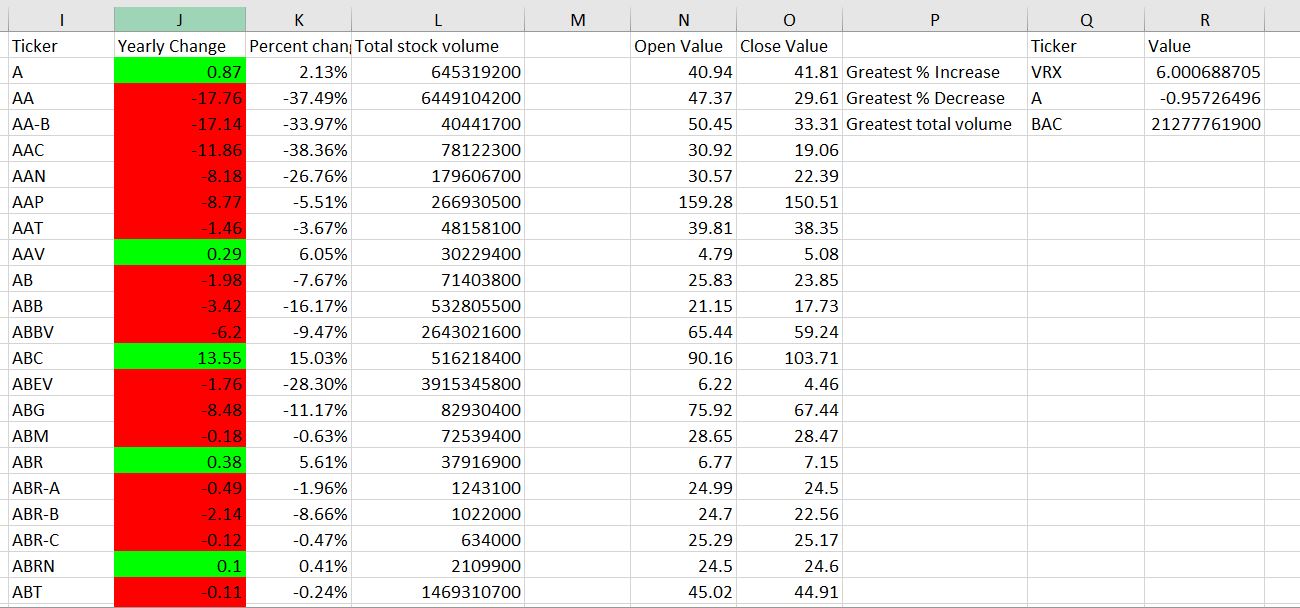 I J K L M N O P Q R
Ticker Yearly Change Percent chan Total stock volume Open Value Close Value Ticker Value
A 0.87 2.13% 645319200 40.94 41.81 Greatest % Increase VRX 6.000688705
AA -17.76 -37.49% 6449104200 47.37 29.61 Greatest % Decrease A -0.95726496
AA-B -17.14 -33.97% 40441700 50.45 33.31 Greatest total volume BAC 21277761900
AAC -11.86 -38.36% 78122300 30.92 19.06
AAN -8.18 -26.76% 179606700 30.57 22.39
AAP -8.77 -5.51% 266930500 159.28 150.51
AAT -1.46 -3.67% 48158100 39.81 38.35
AAV 0.29 6.05% 30229400 4.79 5.08
AB -1.98 -7.67% 71403800 25.83 23.85
ABB -3.42 -16.17% 532805500 21.15 17.73
ABBV -6.2 -9.47% 2643021600 65.44 59.24
ABC 13.55 15.03% 516218400 90.16 103.71
ABEV -1.76 -28.30% 3915345800 6.22 4.46
ABG -8.48 -11.17% 82930400 75.92 67.44
ABM -0.18 -0.63% 72539400 28.65 28.47
ABR 0.38 5.61% 37916900 6.77 7.15
ABR-A -0.49 -1.96% 1243100 24.99 24.5
ABR-B -2.14 -8.66% 1022000 24.7 22.56
ABR-C -0.12 -0.47% 634000 25.29 25.17
ABRN 0.1 0.41% 2109900 24.5 24.6
ABT -0.11 -0.24% 1469310700 45.02 44.91